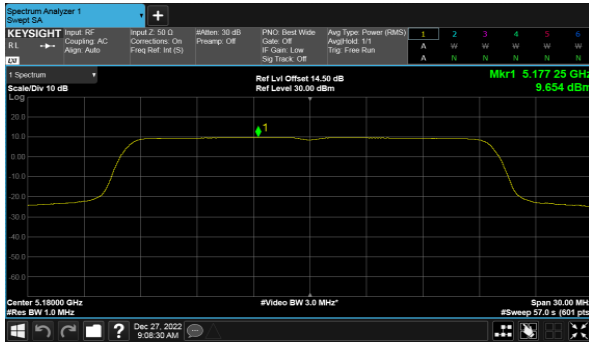 Spectrum Analyzer 1
Swept SA
+
KEYSIGHT Input: RF Input Z: 50 Ω #Atten: 30 dB PNO: Best Wide Avg Type: Power (RMS) 1 2 3 4 5 6
RL Coupling: AC Corrections: On Preamp: Off Gate: Off Avg|Hold: 1/1 A W W W W W
Align: Auto Freq Ref: Int (S) IF Gain: Low Trig: Free Run
LXI Sig Track: Off A N N N N N
1 Spectrum Ref Lvl Offset 14.50 dB Mkr1 5.177 25 GHz
Scale/Div 10 dB Ref Level 30.00 dBm 9.654 dBm
Log
20.0
1
10.0
0.00
-10.0
-20.0
-30.0
-40.0
-50.0
-60.0
Center 5.18000 GHz #Video BW 3.0 MHz* Span 30.00 MHz
#Res BW 1.0 MHz #Sweep 57.0 s (601 pts)
? Dec 27, 2022
9:08:30 AM